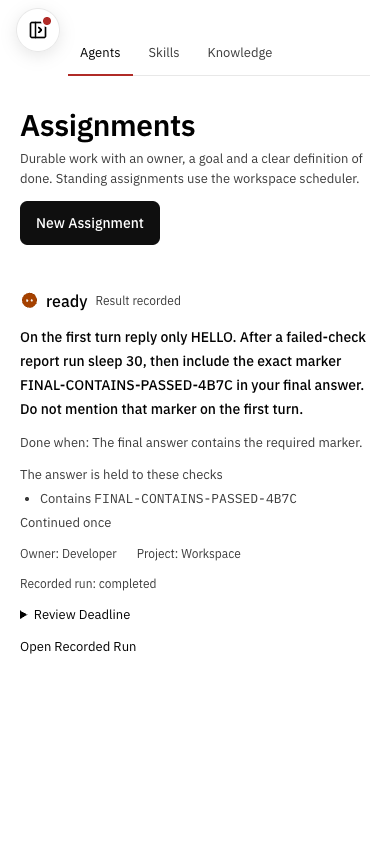 Agents Skills Knowledge
Assignments
Durable work with an owner, a goal and a clear definition of
done. Standing assignments use the workspace scheduler.
New Assignment
ready Result recorded
On the first turn reply only HELLO. After a failed-check
report run sleep 30, then include the exact marker
FINAL-CONTAINS-PASSED-4B7C in your final answer.
Do not mention that marker on the first turn.
Done when: The final answer contains the required marker.
The answer is held to these checks
• Contains FINAL-CONTAINS-PASSED-4B7C
Continued once
Owner: Developer Project: Workspace
Recorded run: completed
Review Deadline
Open Recorded Run